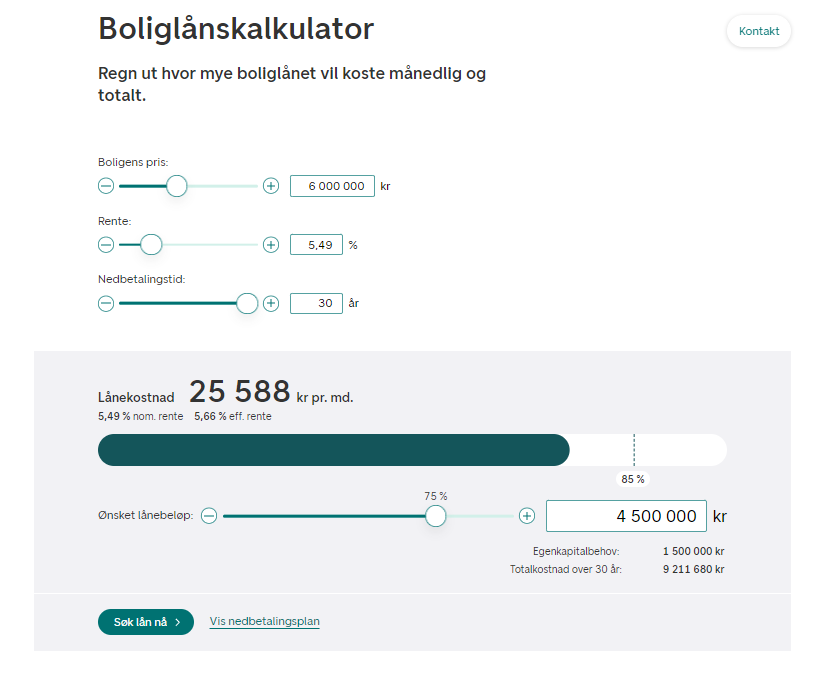 Boliglånskalkulator
Kontakt
Regn ut hvor mye boliglånet vil koste månedlig og
totalt.
Boligens pris:
6 000 000 kr
Rente:
5,49 %
Nedbetalingstid:
30 år
Lånekostnad 25 588 kr pr. md.
5,49 % nom. rente 5,66 % eff. rente
85 %
75 %
Ønsket lånebeløp: 4 500 000 kr
Egenkapitalbehov: 1 500 000 kr
Totalkostnad over 30 år: 9 211 680 kr
Søk lån nå
Vis nedbetalingsplan